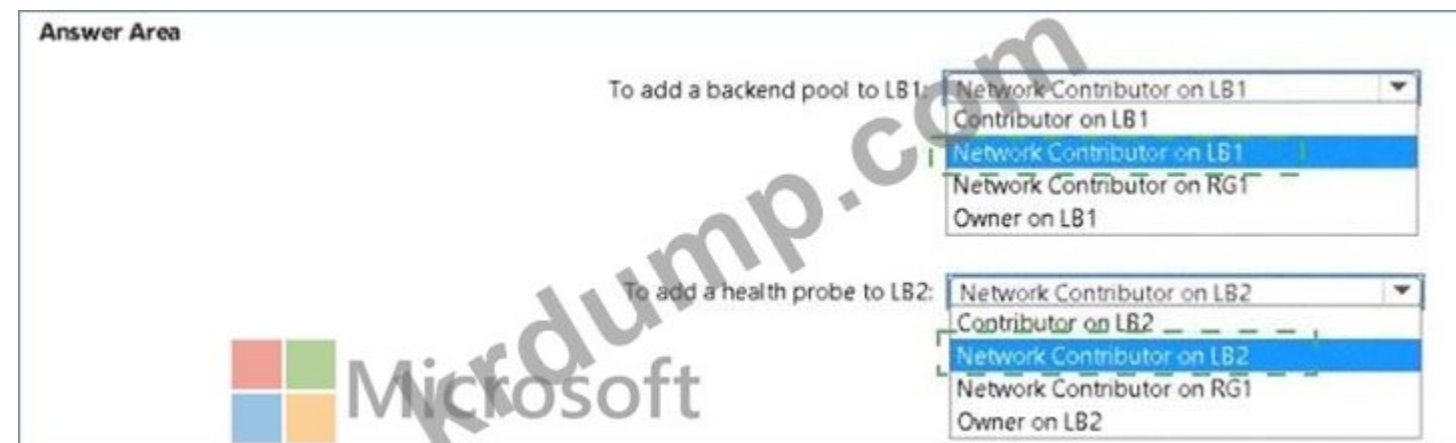 Answer Area
To add a backend pool to LB1: Network Contributor on LB1
Contributor on LB1
Network Contributor on LB1
Network Contributor on RG1
Owner on LB1
To add a health probe to LB2: Network Contributor on LB2
Contributor on LB2
Network Contributor on LB2
Network Contributor on RG1
Owner on LB2
Microsoft
krdump.com